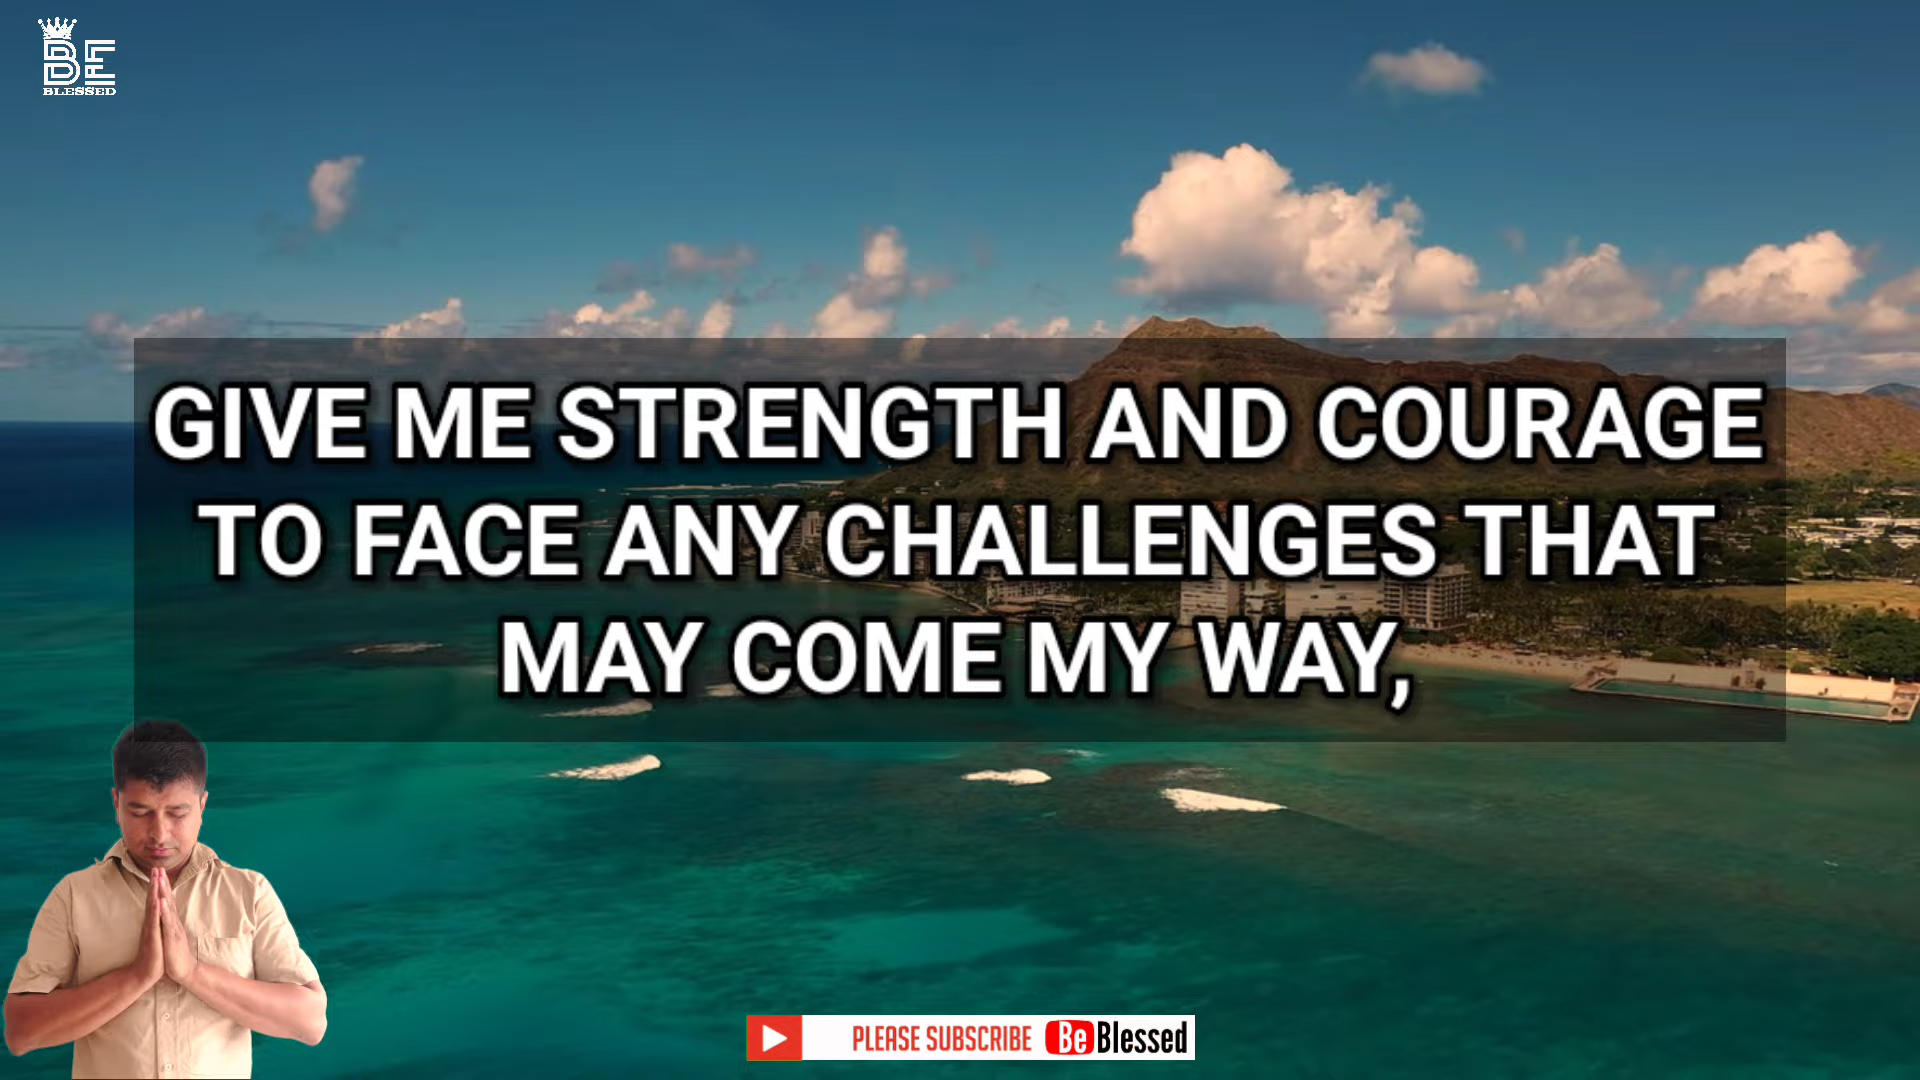 BE
BLESSED
GIVE ME STRENGTH AND COURAGE
TO FACE ANY CHALLENGES THAT
MAY COME MY WAY,
PLEASE SUBSCRIBE Be Blessed